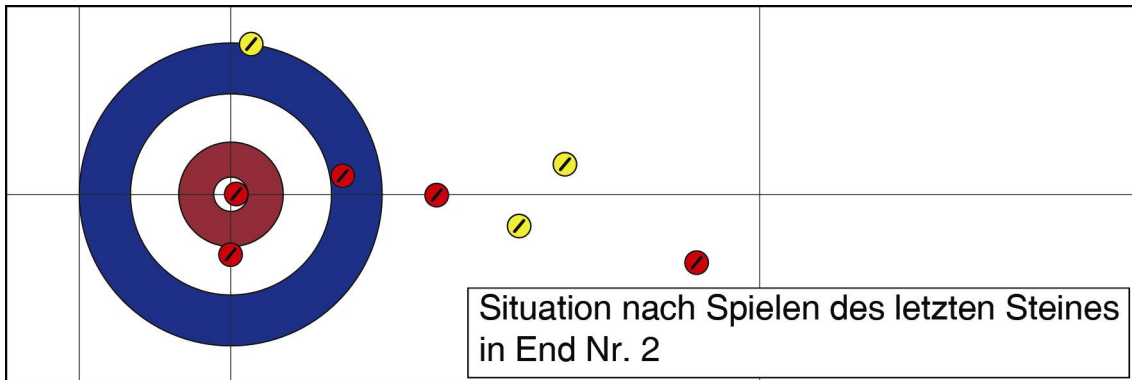 Situation nach Spielen des letzten Steines
in End Nr. 2